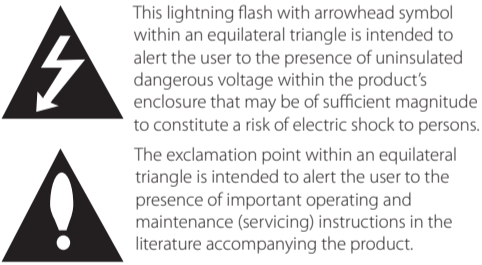 This lightning flash with arrowhead symbol
within an equilateral triangle is intended to
alert the user to the presence of uninsulated
dangerous voltage within the product’s
enclosure that may be of sufficient magnitude
to constitute a risk of electric shock to persons.
The exclamation point within an equilateral
triangle is intended to alert the user to the
presence of important operating and
maintenance (servicing) instructions in the
literature accompanying the product.